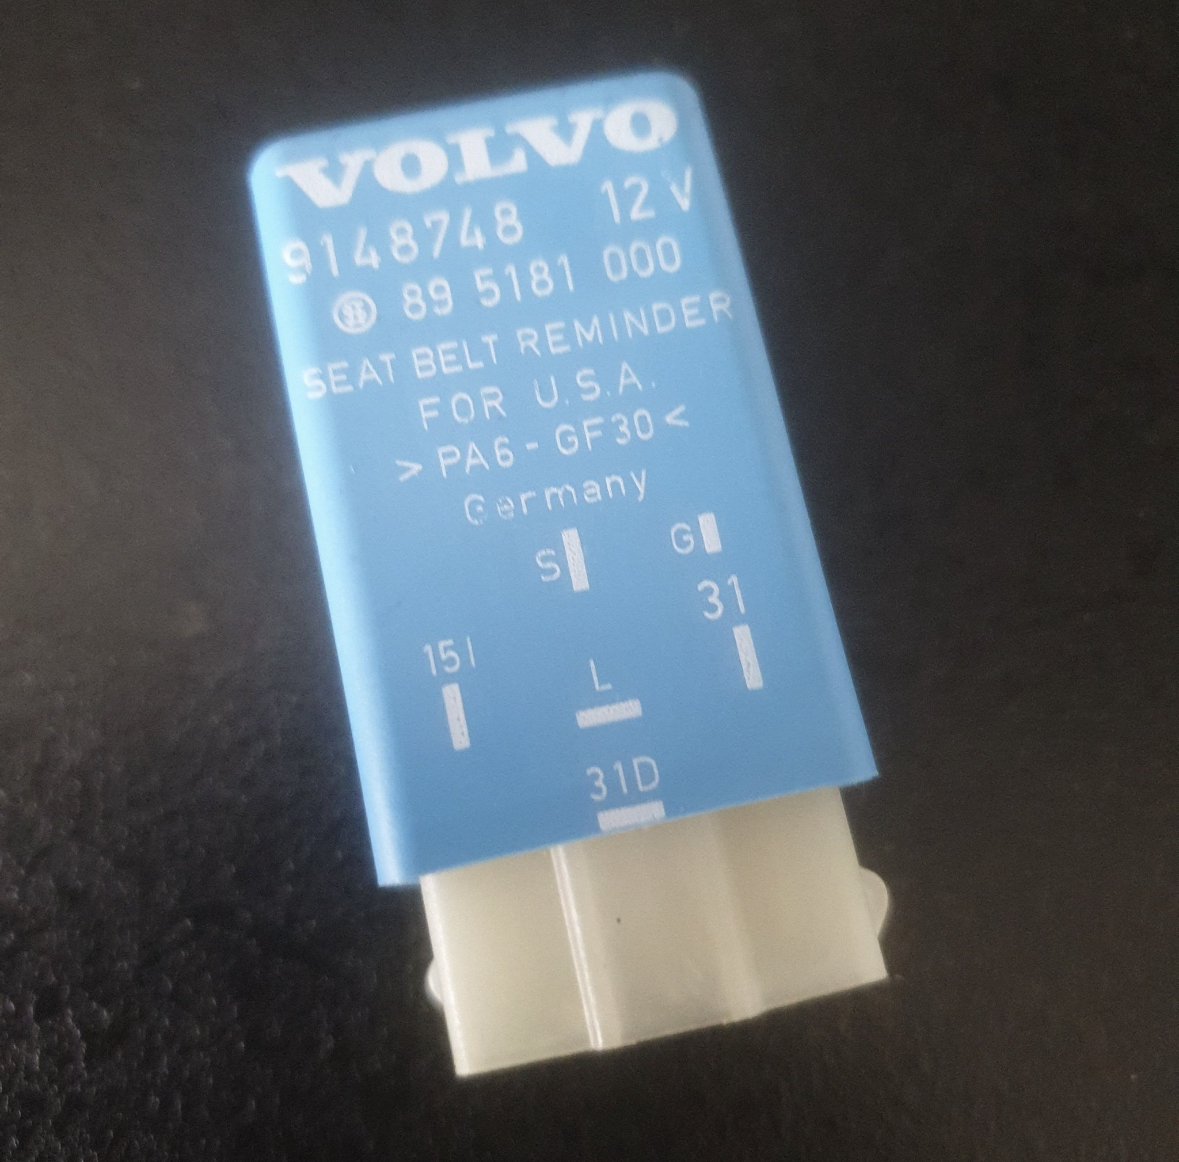 VOLVO
9148748 12 V
89 5181 000
SEAT BELT REMINDER
FOR U.S.A.
>PA6-GF30<
Germany
S G
31
15I
L
31D